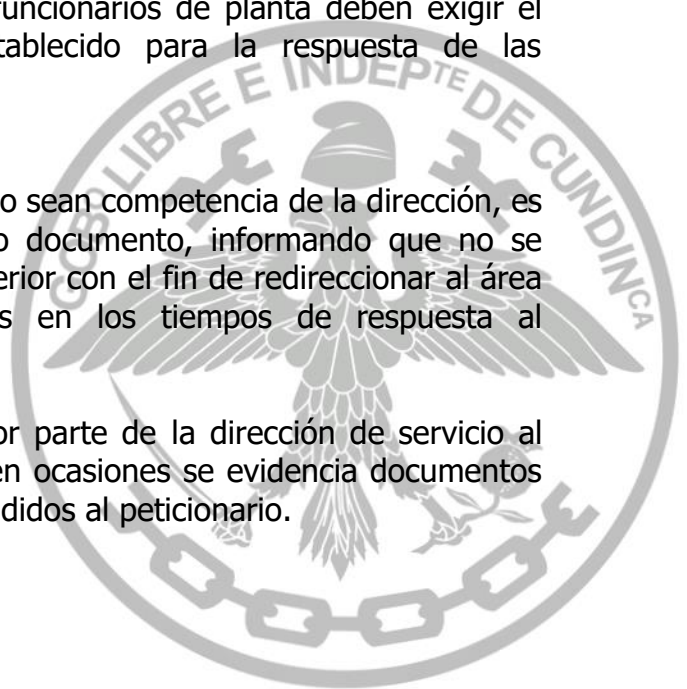 funcionarios de planta deben exigir el
tablecido para la respuesta de las
GOBNO LIBRE E INDEPTE DE CUNDINCA
o sean competencia de la dirección, es
o documento, informando que no se
erior con el fin de redireccionar al área
s en los tiempos de respuesta al
or parte de la dirección de servicio al
en ocasiones se evidencia documentos
didos al peticionario.